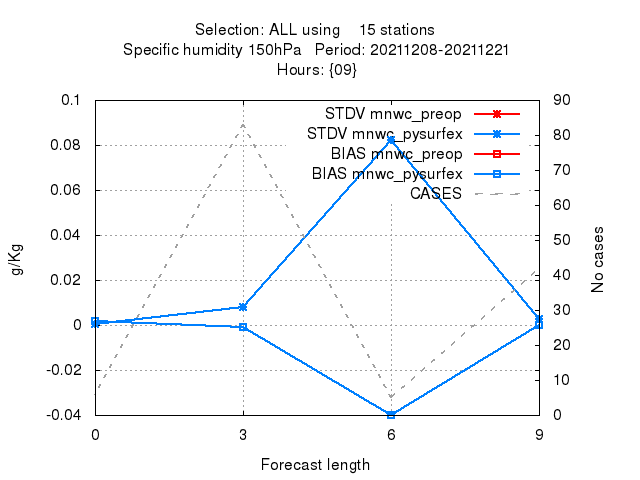 Selection: ALL using 15 stations
Specific humidity 150hPa Period: 20211208-20211221
Hours: {09}
STDV mnwc_preop
STDV mnwc_pysurfex
BIAS mnwc_preop
BIAS mnwc_pysurfex
CASES
0.1
0.08
0.06
0.04
0.02
0
-0.02
-0.04
90
80
70
60
50
40
30
20
10
0
g/Kg
No cases
0 3 6 9
Forecast length